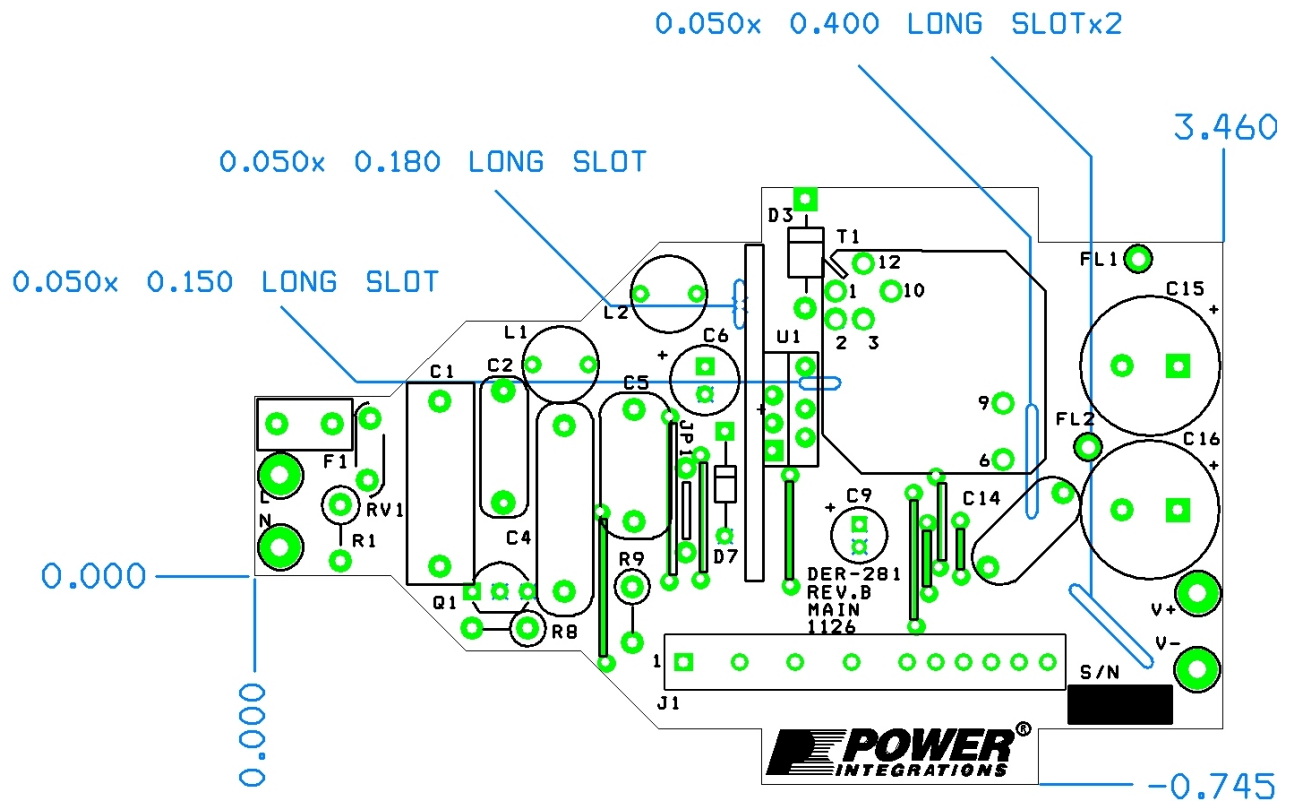 0.050x 0.400 LONG SLOTx2
3.460
0.050x 0.180 LONG SLOT
D3
T1
12
FL1
0.050x 0.150 LONG SLOT
1
10
C15
+
L2
L1
C6
U1
2
3
+
C1
C2
C5
9
+
FL2
JP1
C16
F1
6
+
L
RV1
C9
+
C14
N
R1
C4
R9
D7
0.000
DER-281
REV.B
MAIN
1126
Q1
R8
V+
V-
1
S/N
J1
0.000
POWER®
INTEGRATIONS
-0.745